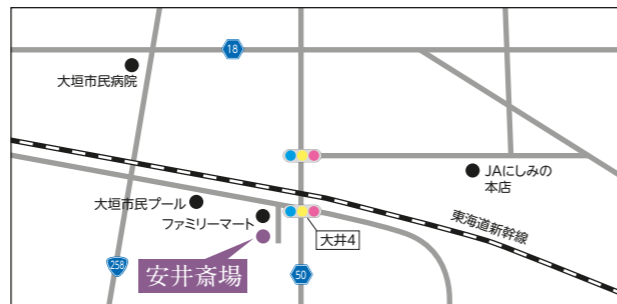 18
大垣市民病院
JAにしみの
本店
大垣市民プール
ファミリーマート
東海道新幹線
大井4
安井斎場
258
50